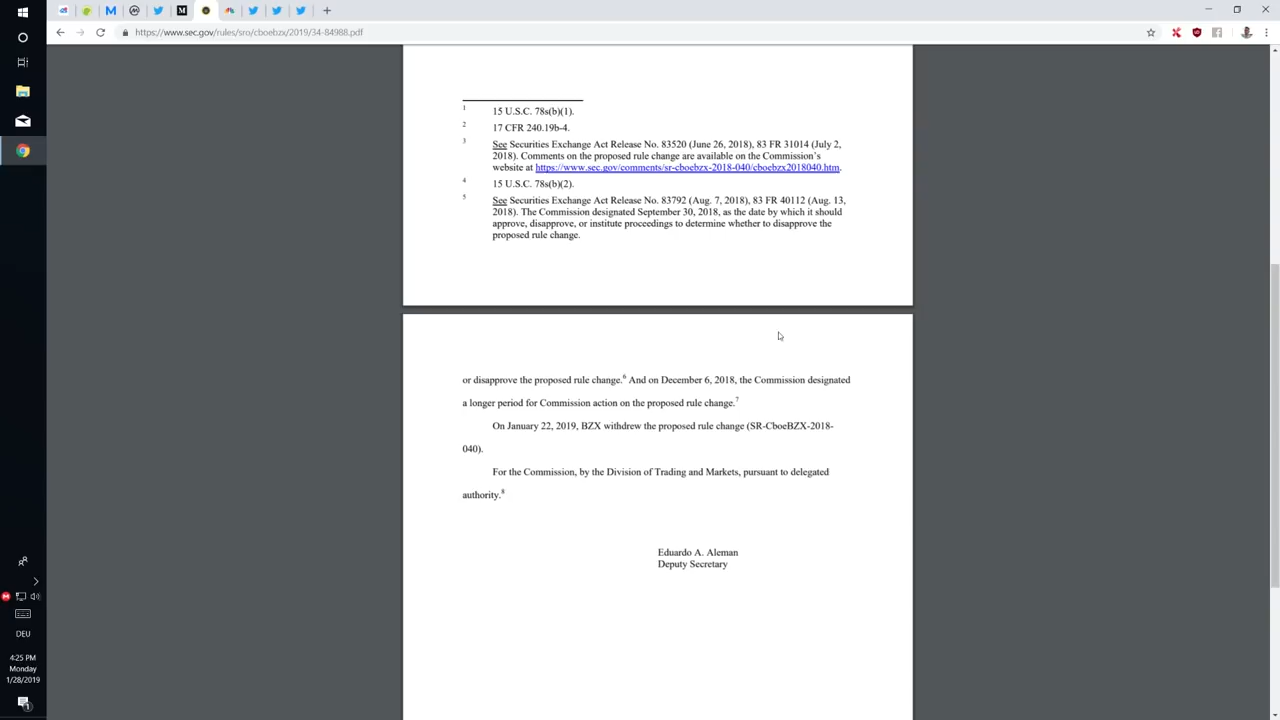 https://www.sec.gov/rules/sro/cboebzx/2019/34-84988.pdf
1 15 U.S.C. 78s(b)(1).
2 17 CFR 240.19b-4.
3 See Securities Exchange Act Release No. 83520 (June 26, 2018), 83 FR 31014 (July 2,
2018). Comments on the proposed rule change are available on the Commission's
website at https://www.sec.gov/comments/sr-cboebzx-2018-040/cboebzx2018040.htm.
4 15 U.S.C. 78s(b)(2).
5 See Securities Exchange Act Release No. 83792 (Aug. 7, 2018), 83 FR 40112 (Aug. 13,
2018). The Commission designated September 30, 2018, as the date by which it should
approve, disapprove, or institute proceedings to determine whether to disapprove the
proposed rule change.
or disapprove the proposed rule change.6 And on December 6, 2018, the Commission designated
a longer period for Commission action on the proposed rule change.7
On January 22, 2019, BZX withdrew the proposed rule change (SR-CboeBZX-2018-
040).
For the Commission, by the Division of Trading and Markets, pursuant to delegated
authority.8
Eduardo A. Aleman
Deputy Secretary
DEU
4:25 PM
Monday
1/28/2019